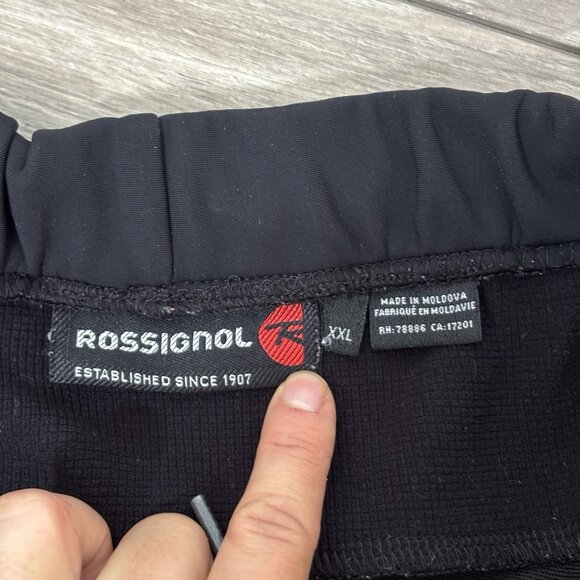 ROSSIGNOL
ESTABLISHED SINCE 1907
XXL
MADE IN MOLDOVA
FABRIQUÉ EN MOLDAVIE
RN:78886 CA:17201